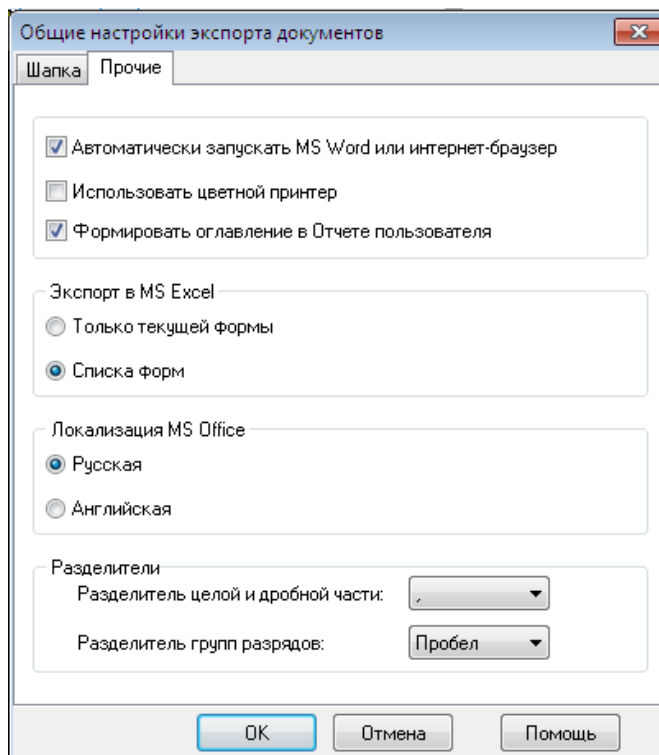 Общие настройки экспорта документов
Шапка Прочие
Автоматически запускать MS Word или интернет-браузер
Использовать цветной принтер
Формировать оглавление в Отчете пользователя
Экспорт в MS Excel
Только текущей формы
Списка форм
Локализация MS Office
Русская
Английская
Разделители
Разделитель целой и дробной части: ,
Разделитель групп разрядов: Пробел
OK Отмена Помощь